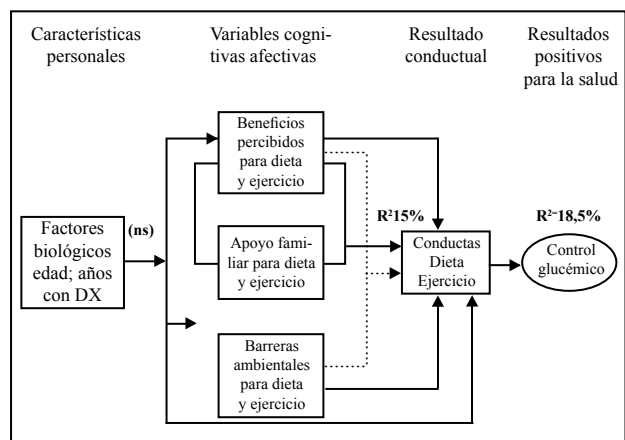 Características
personales
Variables cogni-
tivas afectivas
Resultado
conductual
Resultados
positivos
para la salud
Beneficios
percibidos
para dieta
y ejercicio
R²15%
R²⁼18,5%
Factores
biológicos
edad; años
con DX
(ns)
Apoyo fami-
liar para dieta
y ejercicio
Conductas
Dieta
Ejercicio
Control
glucémico
Barreras
ambientales
para dieta
y ejercicio